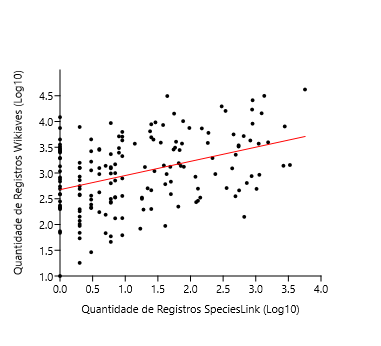 Quantidade de Registros Wikiaves (Log10)
4.5
4.0
3.5
3.0
2.5
2.0
1.5
1.0
0.0 0.5 1.0 1.5 2.0 2.5 3.0 3.5 4.0
Quantidade de Registros SpeciesLink (Log10)